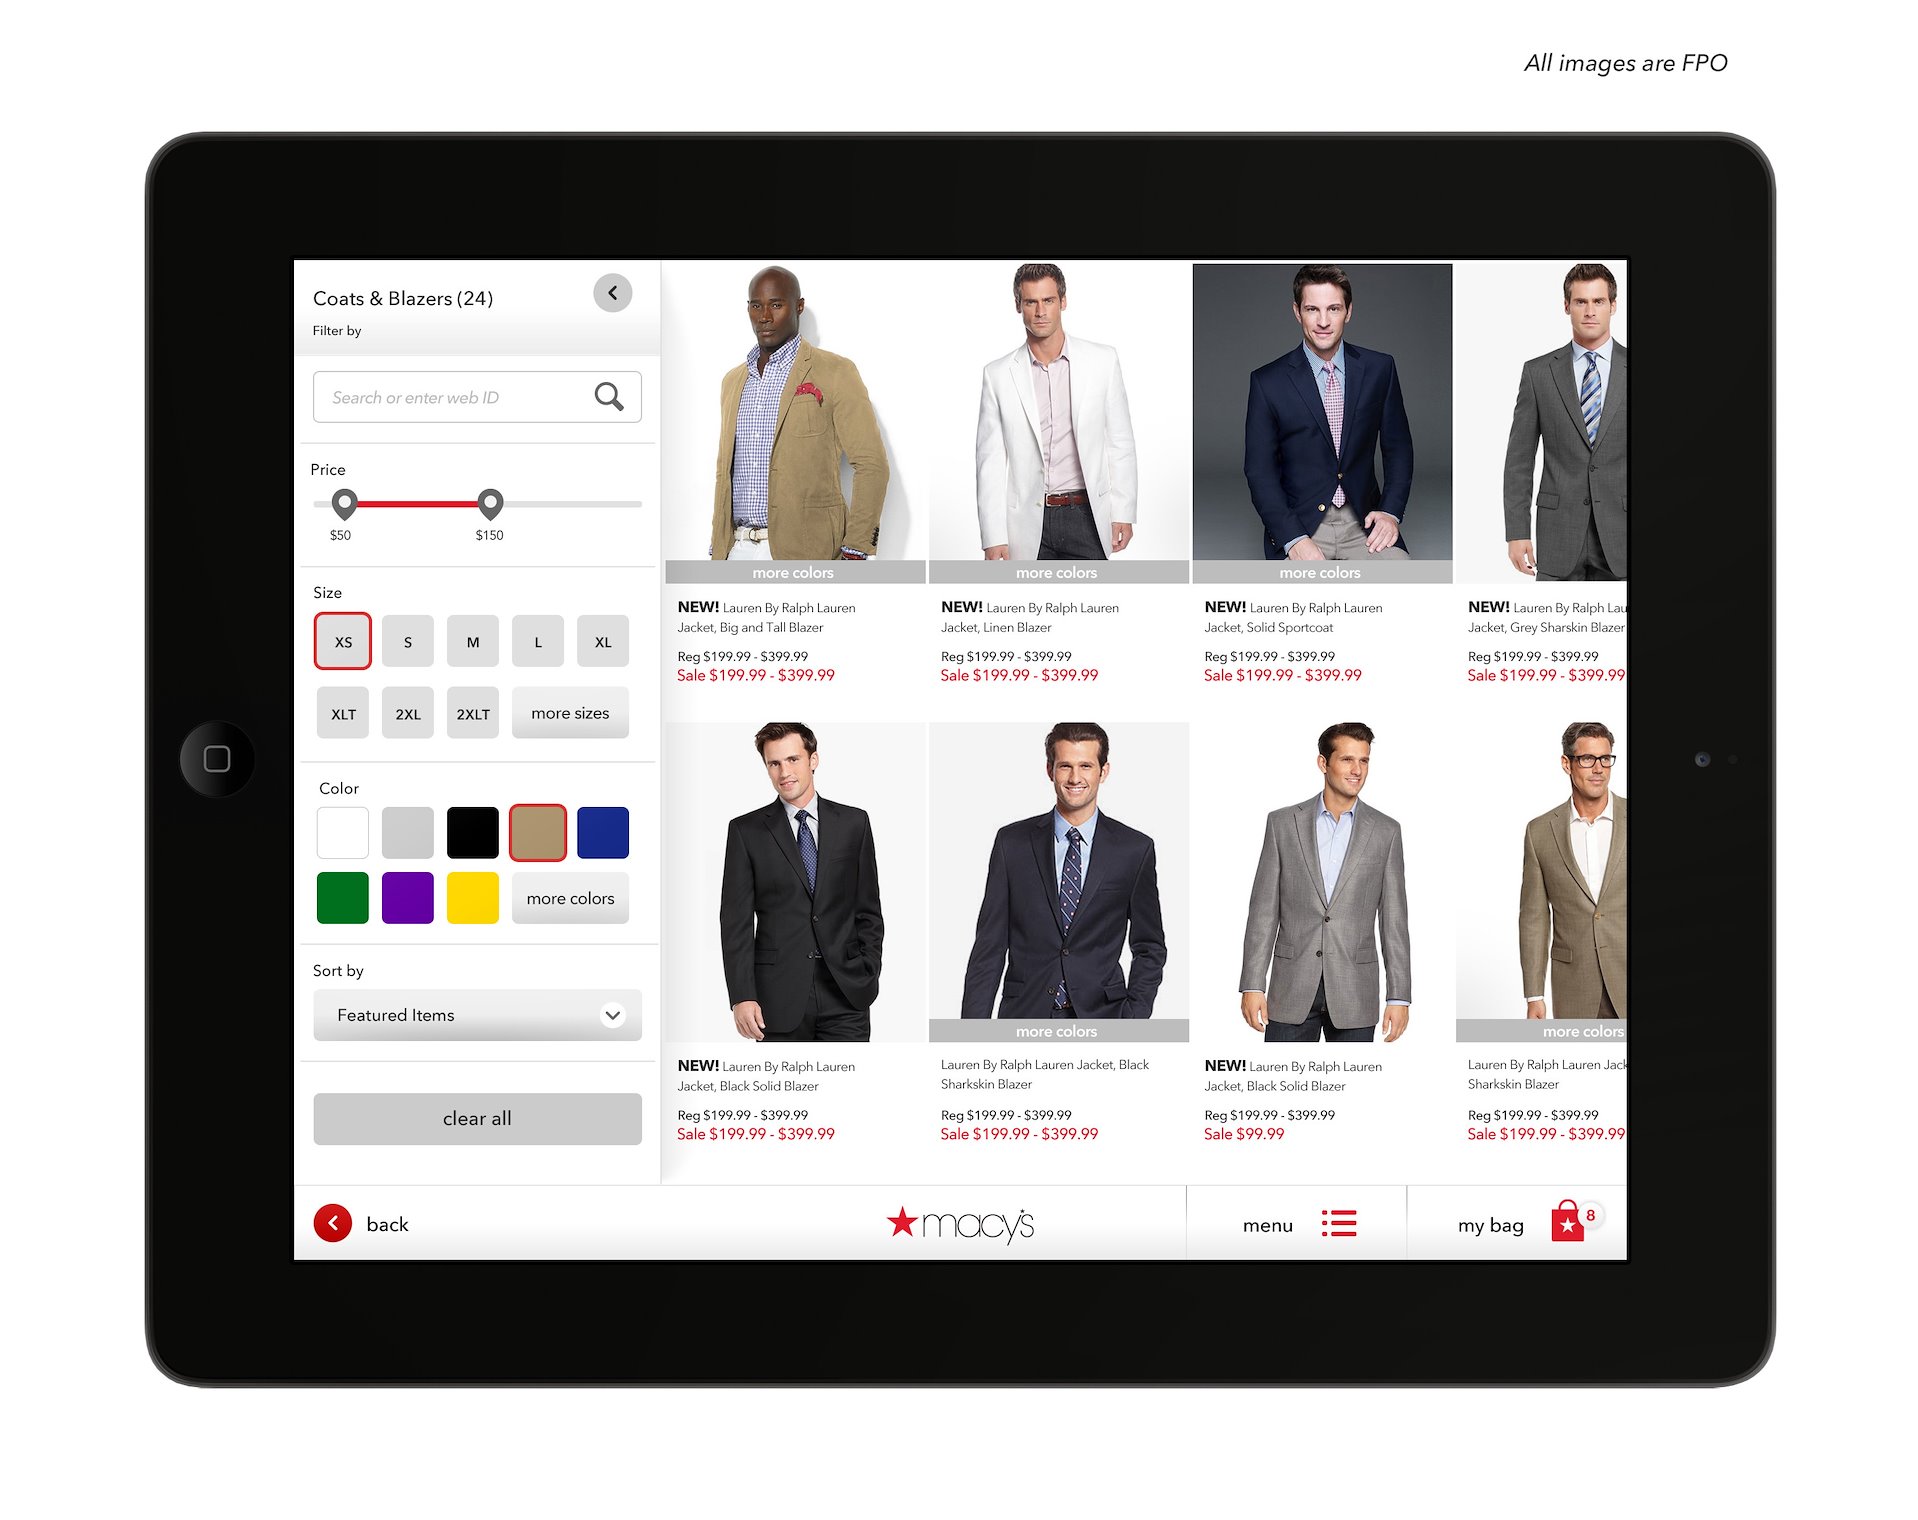 All images are FPO
Coats & Blazers (24)
Filter by
Search or enter web ID
Price
$50
$150
Size
XS
S
M
L
XL
XLT
2XL
2XLT
more sizes
Color
more colors
Sort by
Featured Items
clear all
more colors
more colors
more colors
NEW! Lauren By Ralph Lauren
Jacket, Big and Tall Blazer
Reg $199.99 - $399.99
Sale $199.99 - $399.99
NEW! Lauren By Ralph Lauren
Jacket, Linen Blazer
Reg $199.99 - $399.99
Sale $199.99 - $399.99
NEW! Lauren By Ralph Lauren
Jacket, Solid Sportcoat
Reg $199.99 - $399.99
Sale $199.99 - $399.99
NEW! Lauren By Ralph Lau
Jacket, Grey Sharskin Blazer
Reg $199.99 - $399.99
Sale $199.99 - $399.99
more colors
more colors
NEW! Lauren By Ralph Lauren
Jacket, Black Solid Blazer
Reg $199.99 - $399.99
Sale $199.99 - $399.99
Lauren By Ralph Lauren Jacket, Black
Sharkskin Blazer
Reg $199.99 - $399.99
Sale $199.99 - $399.99
NEW! Lauren By Ralph Lauren
Jacket, Black Solid Blazer
Reg $199.99 - $399.99
Sale $99.99
Lauren By Ralph Lauren Jack
Sharkskin Blazer
Reg $199.99 - $399.99
Sale $199.99 - $399.99
back
macy's
menu
my bag
8